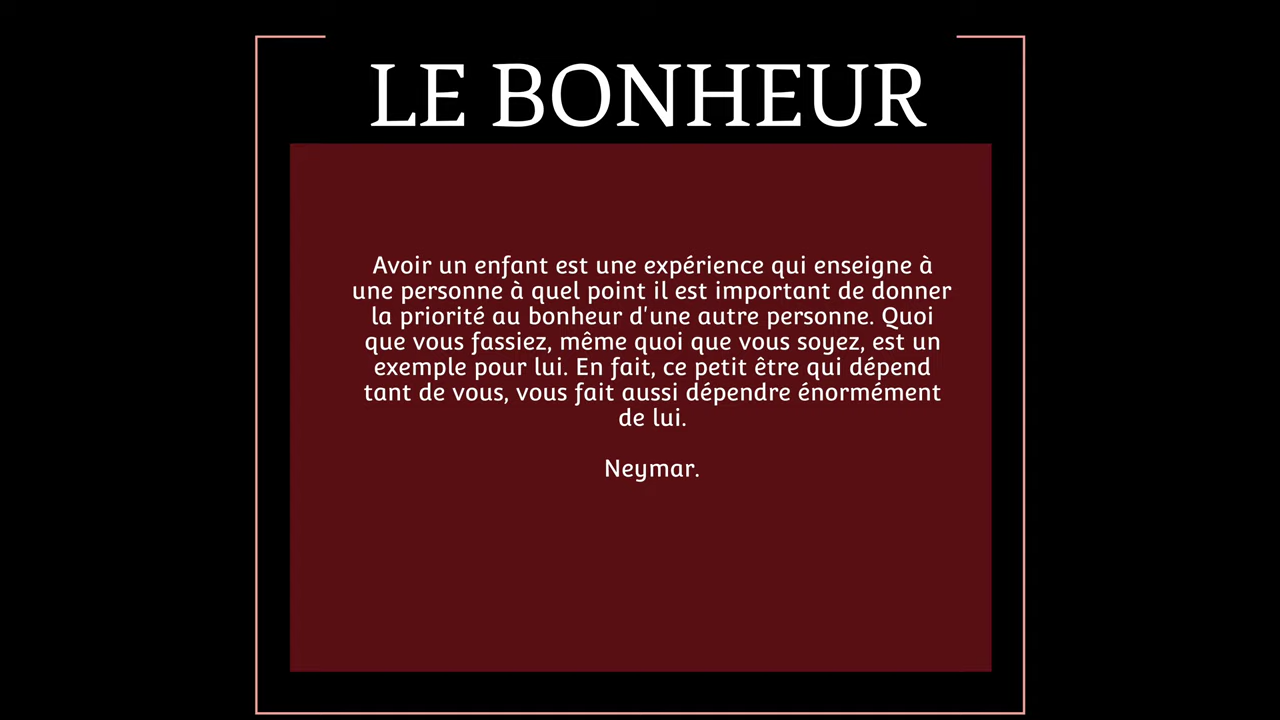 LE BONHEUR
Avoir un enfant est une expérience qui enseigne à
une personne à quel point il est important de donner
la priorité au bonheur d'une autre personne. Quoi
que vous fassiez, même quoi que vous soyez, est un
exemple pour lui. En fait, ce petit être qui dépend
tant de vous, vous fait aussi dépendre énormément
de lui.
Neymar.